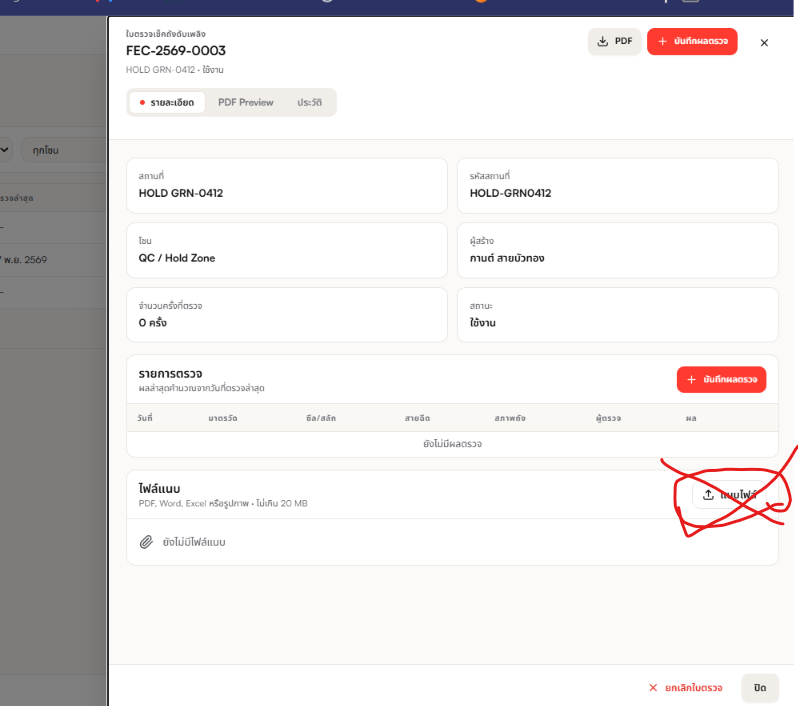 ใบตรวจเช็กถังดับเพลิง
FEC-2569-0003
HOLD GRN-0412 • ใช้งาน
PDF
+ บันทึกผลตรวจ
รายละเอียด
PDF Preview
ประวัติ
ทุกโซน
พ.ย. 2569
สถานที่
HOLD GRN-0412
รหัสสถานที่
HOLD-GRN0412
โซน
QC / Hold Zone
ผู้สร้าง
กานต์ สายบัวทอง
จำนวนครั้งที่ตรวจ
0 ครั้ง
สถานะ
ใช้งาน
รายการตรวจ
ผลล่าสุดคำนวณจากวันที่ตรวจล่าสุด
+ บันทึกผลตรวจ
วันที่ มาตรวัด ซีล/สลัก สายฉีด สภาพถัง ผู้ตรวจ ผล
ยังไม่มีผลตรวจ
ไฟล์แนบ
PDF, Word, Excel หรือรูปภาพ • ไม่เกิน 20 MB
แนบไฟล์
ยังไม่มีไฟล์แนบ
ยกเลิกใบตรวจ
ปิด